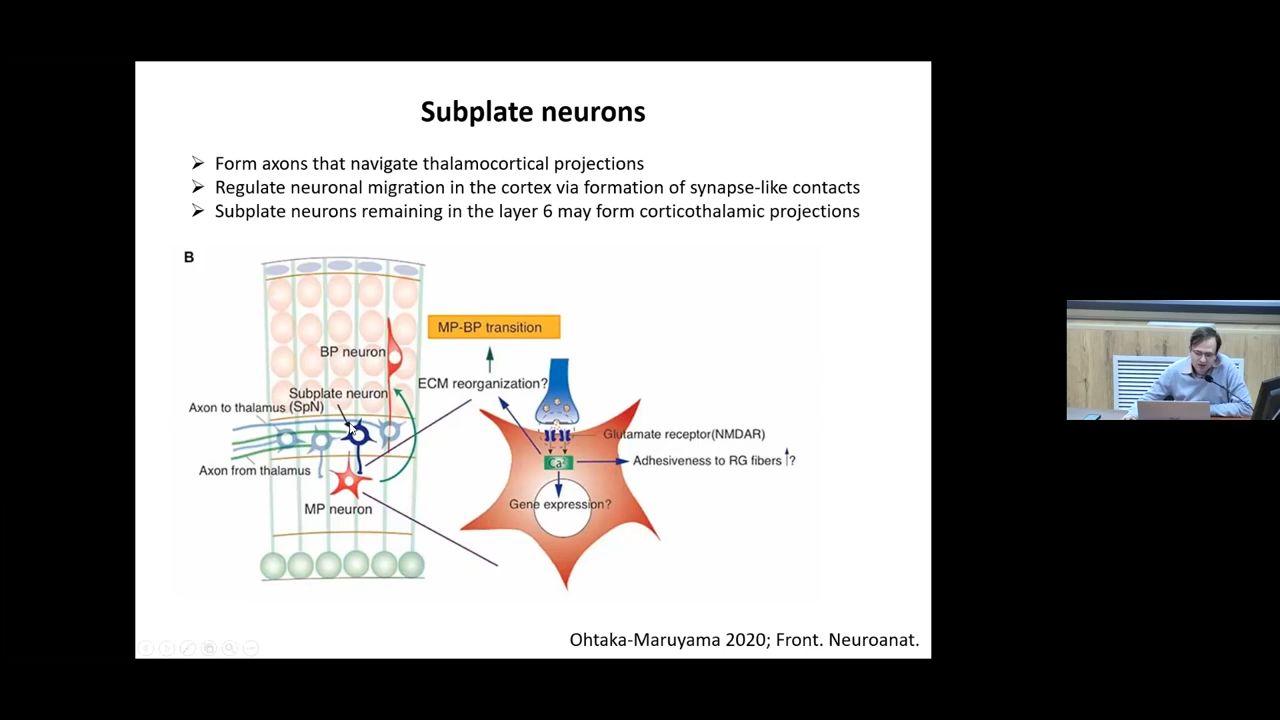 Subplate neurons
Form axons that navigate thalamocortical projections
Regulate neuronal migration in the cortex via formation of synapse-like contacts
Subplate neurons remaining in the layer 6 may form corticothalamic projections
B
MP-BP transition
BP neuron
ECM reorganization?
Subplate neuron
Axon to thalamus (SpN)
Glutamate receptor(NMDAR)
Ca
Adhesiveness to RG fibers ?
Axon from thalamus
Gene expression?
MP neuron
Ohtaka-Maruyama 2020; Front. Neuroanat.